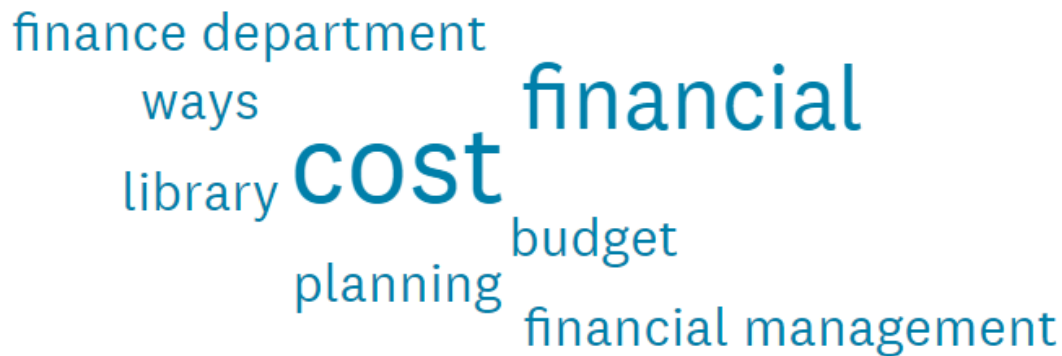 finance department
financial
ways
cost
library
budget
planning
financial management